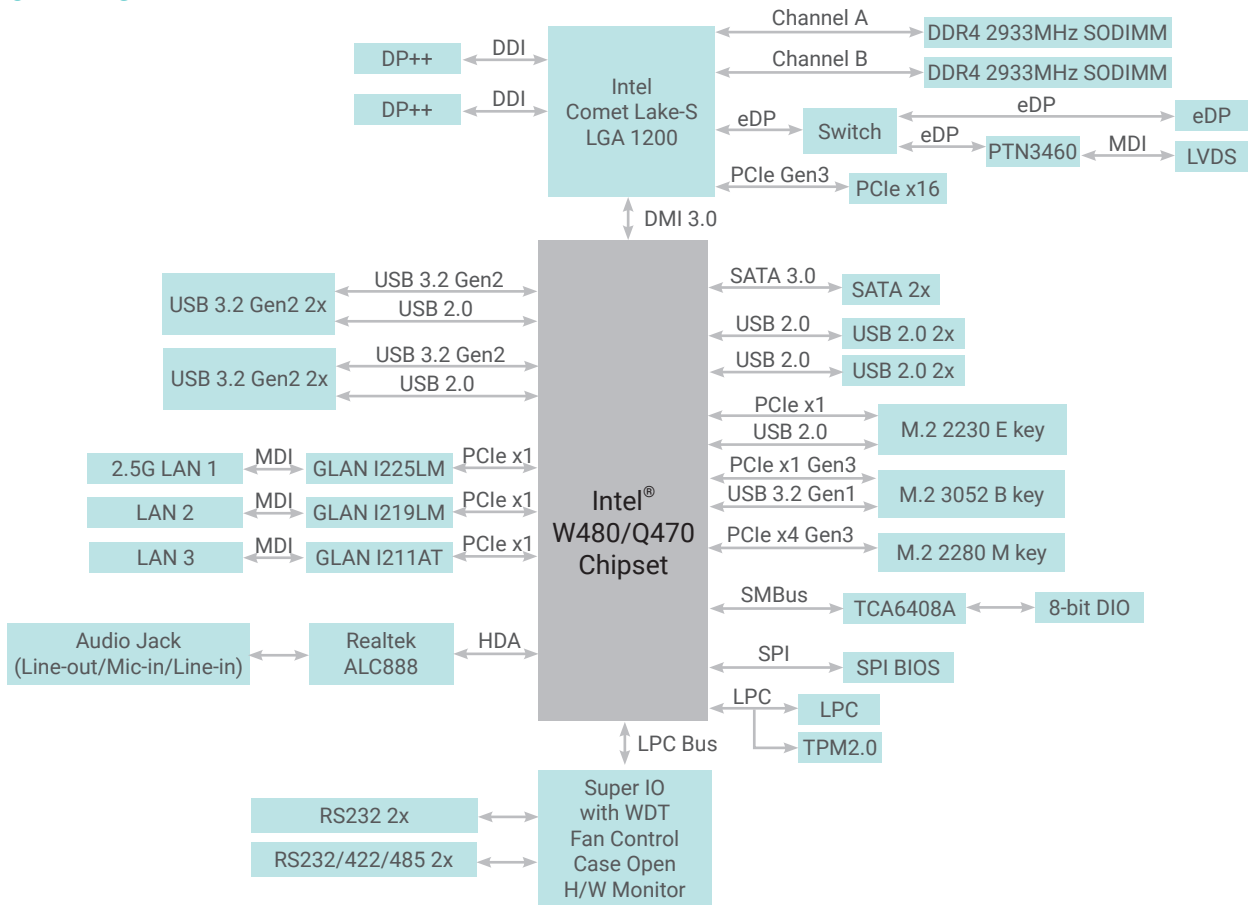 Channel A
DDR4 2933MHz SODIMM
DP++
DDI
Channel B
DDR4 2933MHz SODIMM
DP++
DDI
Intel
Comet Lake-S
LGA 1200
eDP
Switch
eDP
eDP
eDP
PTN3460
MDI
LVDS
PCIe Gen3
PCIe x16
DMI 3.0
USB 3.2 Gen2 2x
USB 3.2 Gen2
USB 2.0
USB 3.2 Gen2 2x
USB 3.2 Gen2
USB 2.0
SATA 3.0
SATA 2x
USB 2.0
USB 2.0 2x
USB 2.0
USB 2.0 2x
PCIe x1
USB 2.0
M.2 2230 E key
2.5G LAN 1
MDI
GLAN I225LM
PCIe x1
PCIe x1 Gen3
USB 3.2 Gen1
M.2 3052 B key
LAN 2
MDI
GLAN I219LM
PCIe x1
Intel®
W480/Q470
Chipset
LAN 3
MDI
GLAN I211AT
PCIe x1
PCIe x4 Gen3
M.2 2280 M key
SMBus
TCA6408A
8-bit DIO
Audio Jack
(Line-out/Mic-in/Line-in)
Realtek
ALC888
HDA
SPI
SPI BIOS
LPC
LPC
TPM2.0
LPC Bus
Super IO
with WDT
Fan Control
Case Open
H/W Monitor
RS232 2x
RS232/422/485 2x